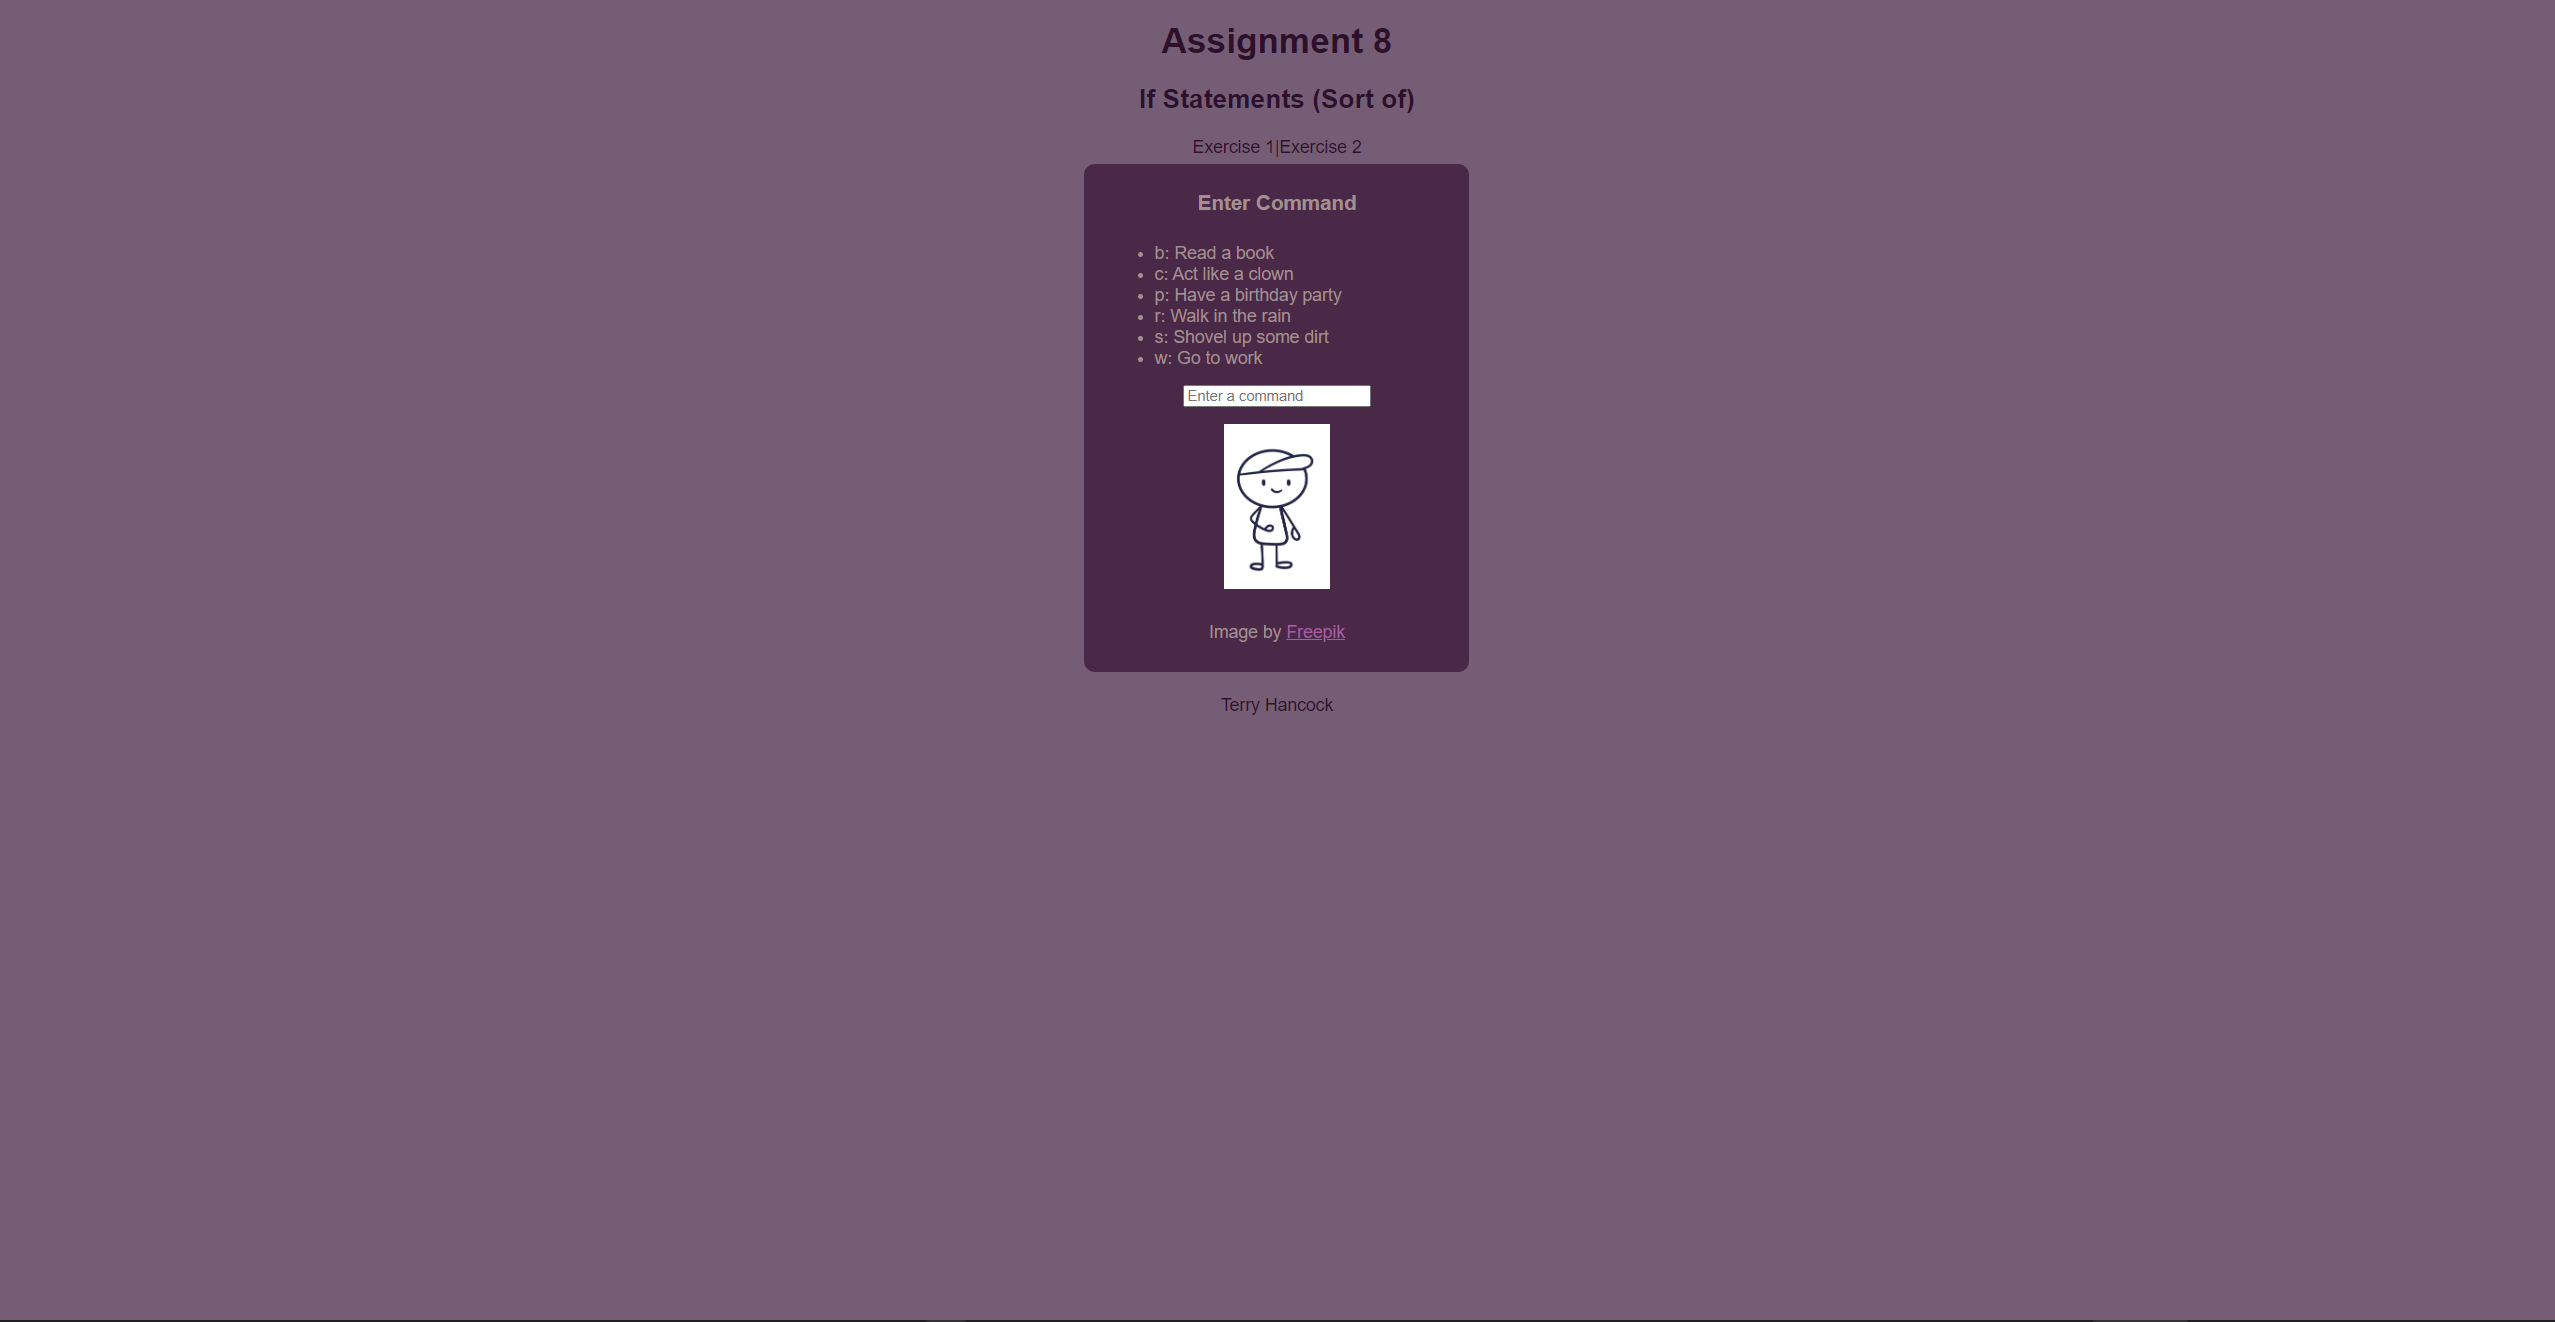 Assignment 8
If Statements (Sort of)
Exercise 1|Exercise 2
Enter Command
• b: Read a book
• c: Act like a clown
• p: Have a birthday party
• r: Walk in the rain
• s: Shovel up some dirt
• w: Go to work
Enter a command
Image by Freepik
Terry Hancock